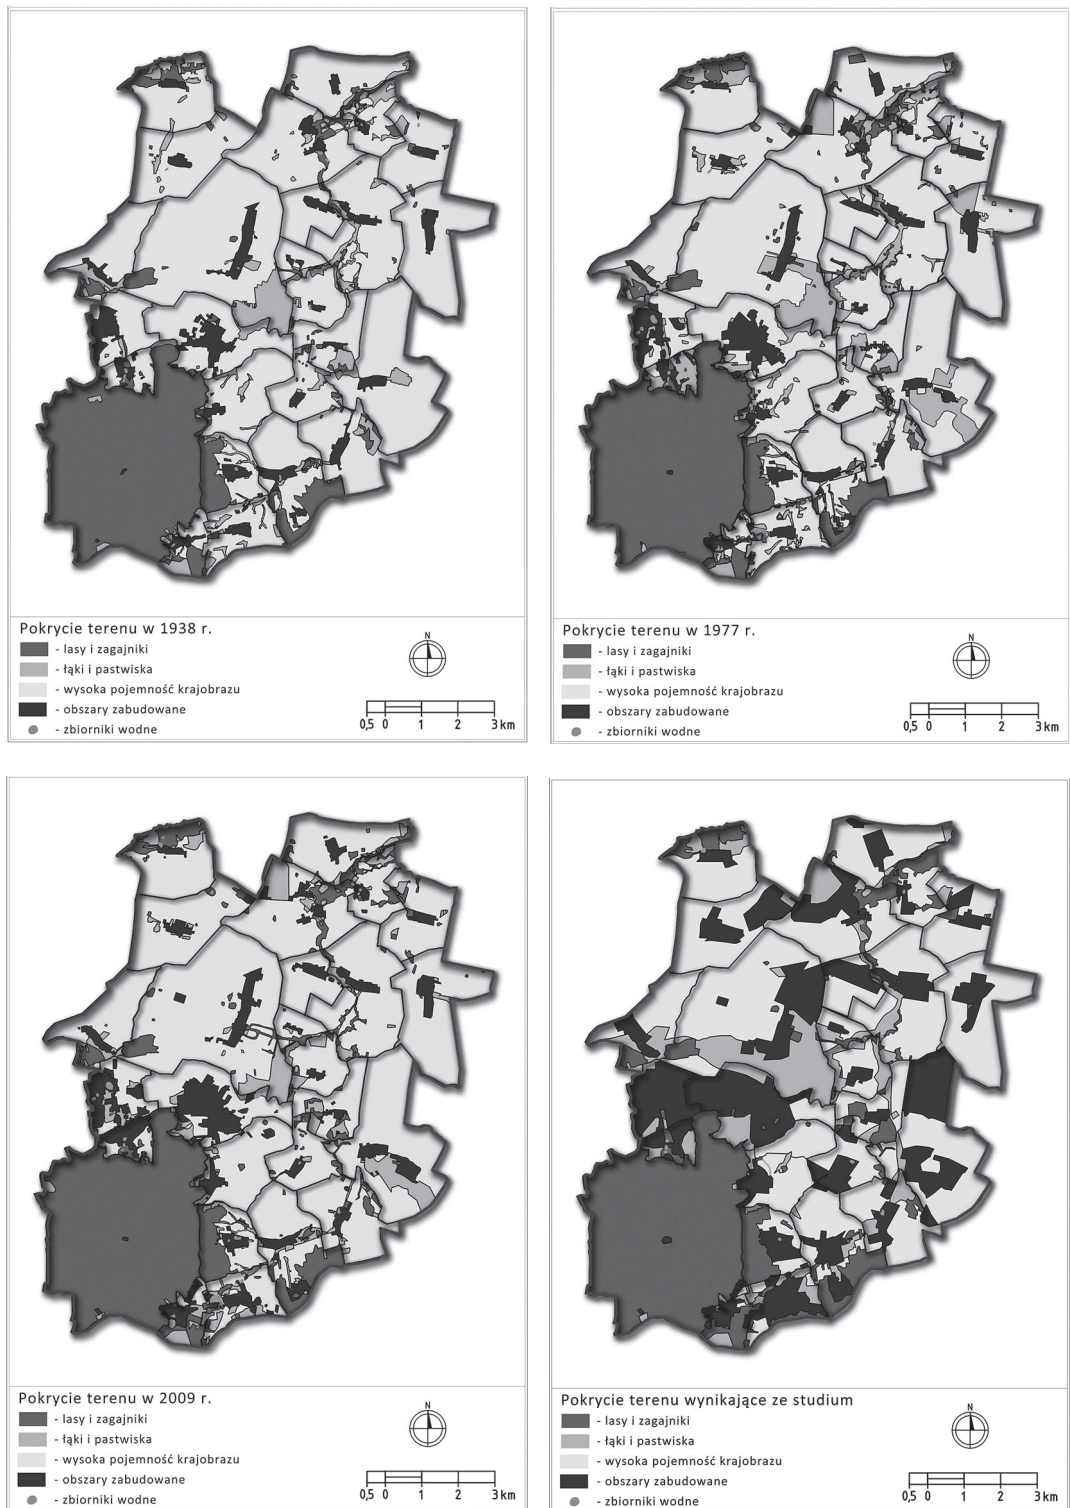 Pokrycie terenu w 1938 r.
- lasy i zagajniki
- łąki i pastwiska
- wysoka pojemność krajobrazu
- obszary zabudowane
- zbiorniki wodne
N
0,5 0 1 2 3 km
Pokrycie terenu w 1977 r.
- lasy i zagajniki
- łąki i pastwiska
- wysoka pojemność krajobrazu
- obszary zabudowane
- zbiorniki wodne
N
0,5 0 1 2 3 km
Pokrycie terenu w 2009 r.
- lasy i zagajniki
- łąki i pastwiska
- wysoka pojemność krajobrazu
- obszary zabudowane
- zbiorniki wodne
N
0,5 0 1 2 3 km
Pokrycie terenu wynikające ze studium
- lasy i zagajniki
- łąki i pastwiska
- wysoka pojemność krajobrazu
- obszary zabudowane
- zbiorniki wodne
N
0,5 0 1 2 3 km